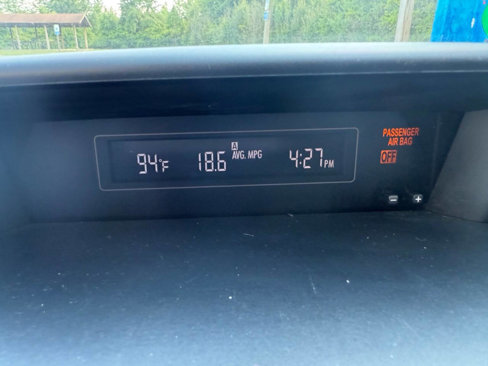 94°F 18.6 A AVG. MPG 4:27 PM
PASSENGER
AIR BAG
OFF
- +